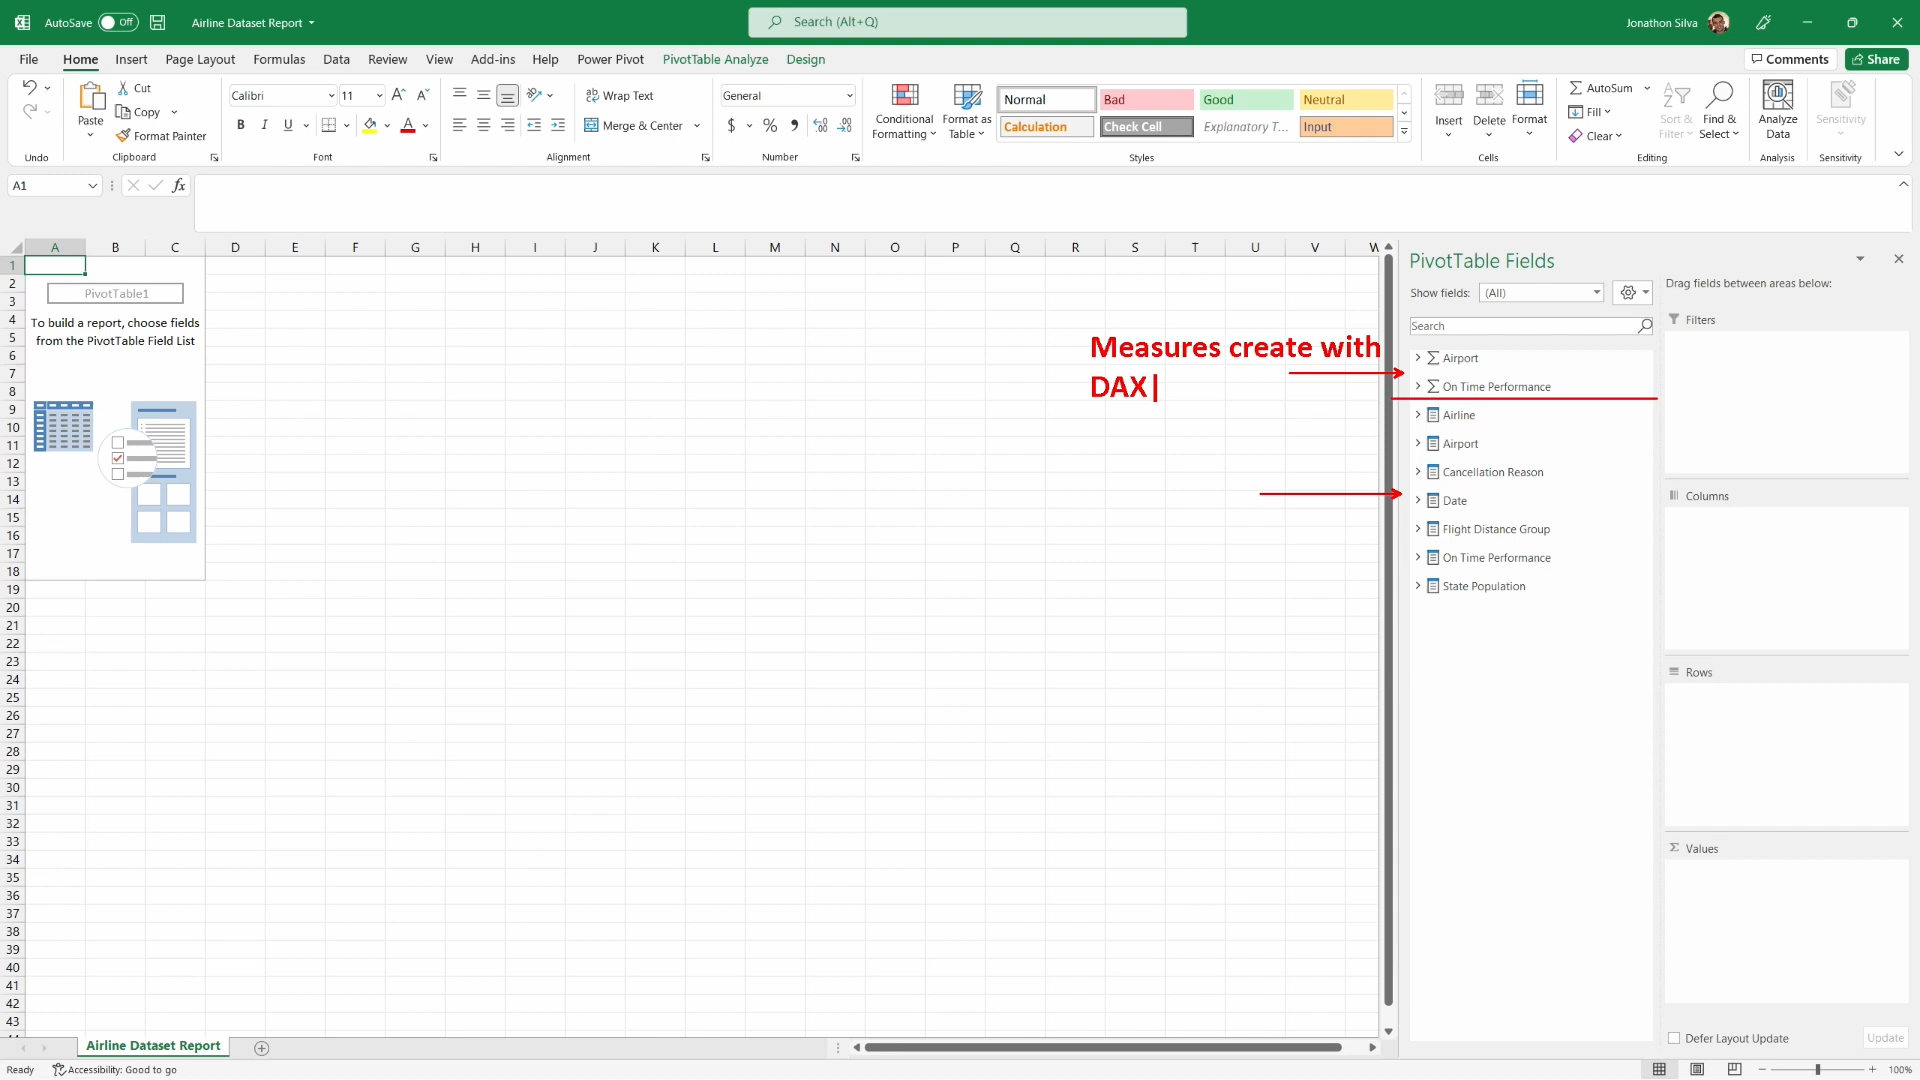 AutoSave Off Airline Dataset Report Search (Alt+Q) Jonathon Silva
File Home Insert Page Layout Formulas Data Review View Add-ins Help Power Pivot PivotTable Analyze Design Comments Share
Paste Cut Copy Format Painter
Calibri 11 B I U
Wrap Text Merge & Center
General $ %
Conditional Formatting Format as Table
Normal Bad Good Neutral
Calculation Check Cell Explanatory T... Input
Insert Delete Format
AutoSum Fill Clear Sort & Filter Find & Select
Analyze Data Sensitivity
Undo Clipboard Font Alignment Number Styles Cells Editing Analysis Sensitivity
A1 fx
A B C D E F G H I J K L M N O P Q R S T U V W
1
2
3
4
5
6
7
8
9
10
11
12
13
14
15
16
17
18
19
20
21
22
23
24
25
26
27
28
29
30
31
32
33
34
35
36
37
38
39
40
41
42
43
PivotTable1
To build a report, choose fields
from the PivotTable Field List
Measures create with
DAX
PivotTable Fields
Show fields: (All)
Search
Airport
On Time Performance
Airline
Airport
Cancellation Reason
Date
Flight Distance Group
On Time Performance
State Population
Drag fields between areas below:
Filters
Columns
Rows
Values
Defer Layout Update Update
Airline Dataset Report
Ready Accessibility: Good to go 100%